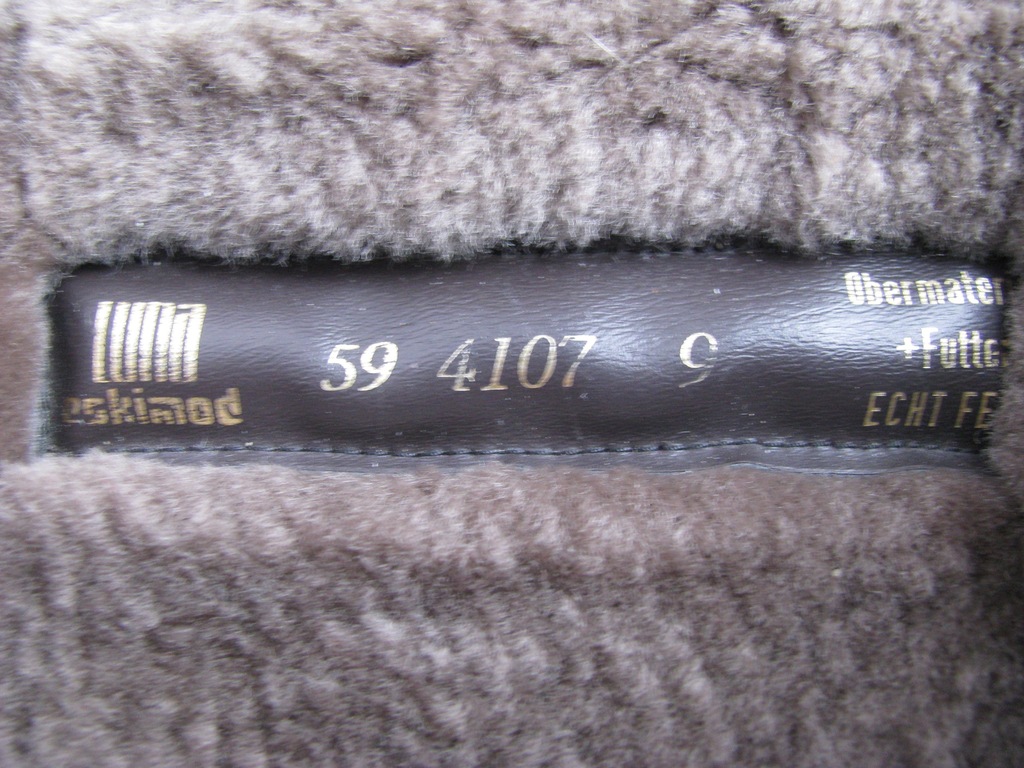 eskimod
59 4107 9
Obermater
+Futte
ECHT FE